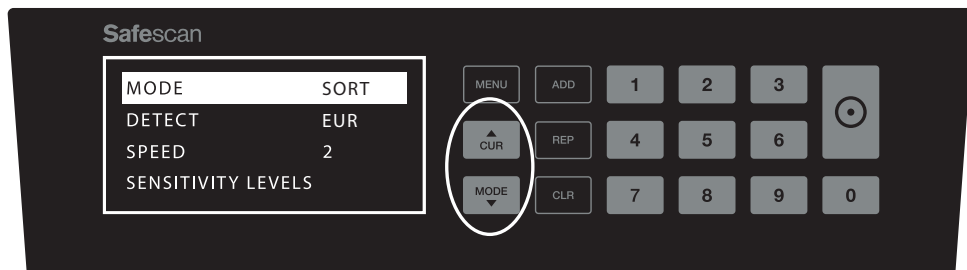 Safescan
MODE SORT
DETECT EUR
SPEED 2
SENSITIVITY LEVELS
MENU ADD 1 2 3
CUR REP 4 5 6
MODE CLR 7 8 9 0